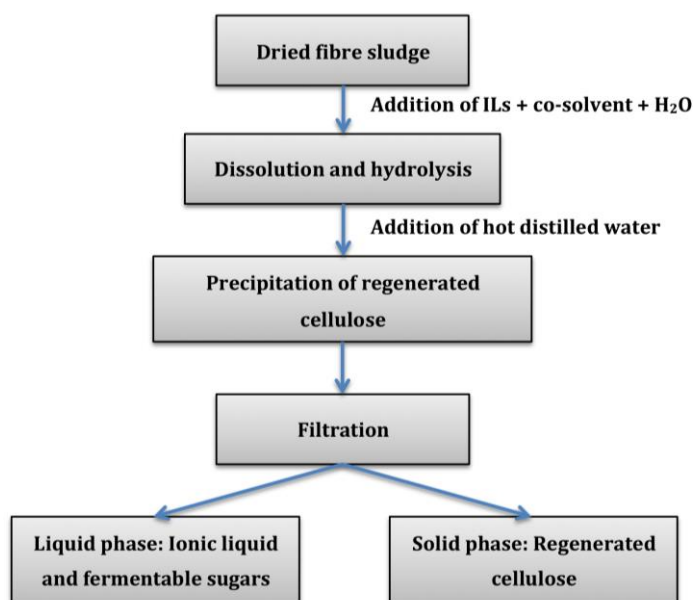 Dried fibre sludge
Addition of ILs + co-solvent + H₂O
Dissolution and hydrolysis
Addition of hot distilled water
Precipitation of regenerated
cellulose
Filtration
Liquid phase: Ionic liquid
and fermentable sugars
Solid phase: Regenerated
cellulose